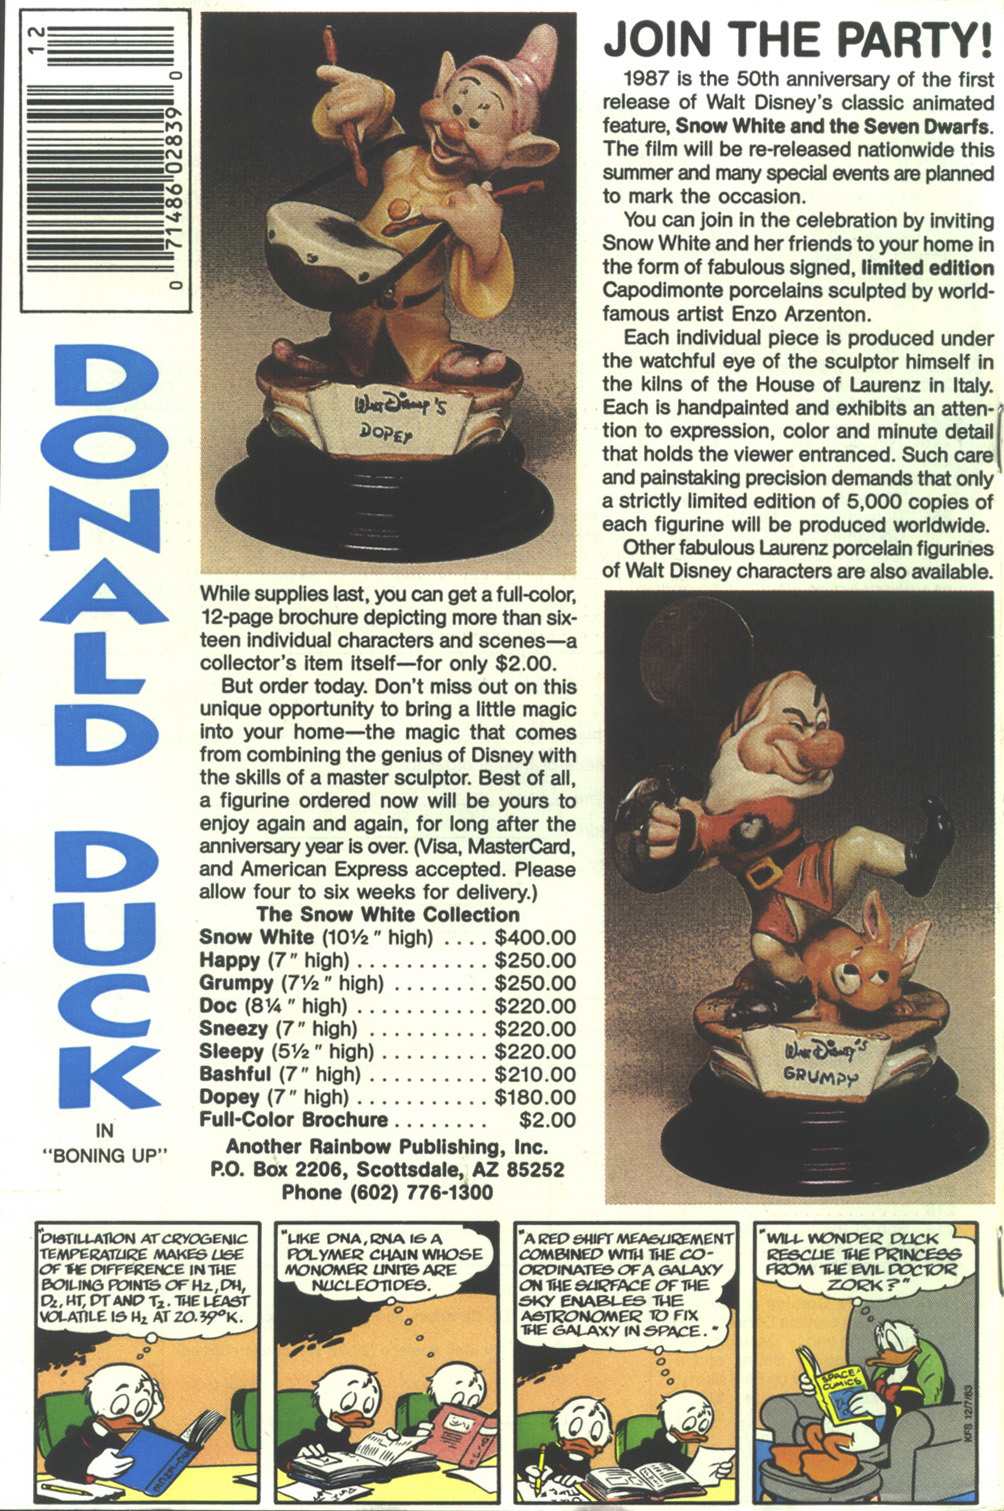 12
0 71486 02839 0
DONALD DUCK
IN
"BONING UP"
Walt Disney's
DOPEY
JOIN THE PARTY!
1987 is the 50th anniversary of the first
release of Walt Disney's classic animated
feature, Snow White and the Seven Dwarfs.
The film will be re-released nationwide this
summer and many special events are planned
to mark the occasion.
You can join in the celebration by inviting
Snow White and her friends to your home in
the form of fabulous signed, limited edition
Capodimonte porcelains sculpted by world-
famous artist Enzo Arzenton.
Each individual piece is produced under
the watchful eye of the sculptor himself in
the kilns of the House of Laurenz in Italy.
Each is handpainted and exhibits an atten-
tion to expression, color and minute detail
that holds the viewer entranced. Such care
and painstaking precision demands that only
a strictly limited edition of 5,000 copies of
each figurine will be produced worldwide.
Other fabulous Laurenz porcelain figurines
of Walt Disney characters are also available.
While supplies last, you can get a full-color,
12-page brochure depicting more than six-
teen individual characters and scenes—a
collector's item itself—for only $2.00.
But order today. Don't miss out on this
unique opportunity to bring a little magic
into your home—the magic that comes
from combining the genius of Disney with
the skills of a master sculptor. Best of all,
a figurine ordered now will be yours to
enjoy again and again, for long after the
anniversary year is over. (Visa, MasterCard,
and American Express accepted. Please
allow four to six weeks for delivery.)
The Snow White Collection
Snow White (10½" high) .... $400.00
Happy (7" high) ........... $250.00
Grumpy (7½" high) ........ $250.00
Doc (8¼" high) ............ $220.00
Sneezy (7" high) .......... $220.00
Sleepy (5½" high) ......... $220.00
Bashful (7" high) .......... $210.00
Dopey (7" high) ........... $180.00
Full-Color Brochure ........ $2.00
Another Rainbow Publishing, Inc.
P.O. Box 2206, Scottsdale, AZ 85252
Phone (602) 776-1300
Walt Disney's
GRUMPY
"DISTILLATION AT CRYOGENIC
TEMPERATURE MAKES USE
OF THE DIFFERENCE IN THE
BOILING POINTS OF H2, DH,
D2, HT, DT AND T2. THE LEAST
VOLATILE IS H2 AT 20.39°K.
"LIKE DNA, RNA IS A
POLYMER CHAIN WHOSE
MONOMER UNITS ARE
NUCLEOTIDES.
"A RED SHIFT MEASUREMENT
COMBINED WITH THE CO-
ORDINATES OF A GALAXY
ON THE SURFACE OF THE
SKY ENABLES THE
ASTRONOMER TO FIX
THE GALAXY IN SPACE."
"WILL WONDER DUCK
RESCUE THE PRINCESS
FROM THE EVIL DOCTOR
ZORK?"
SPACE
COMICS
KFS 12/7/83